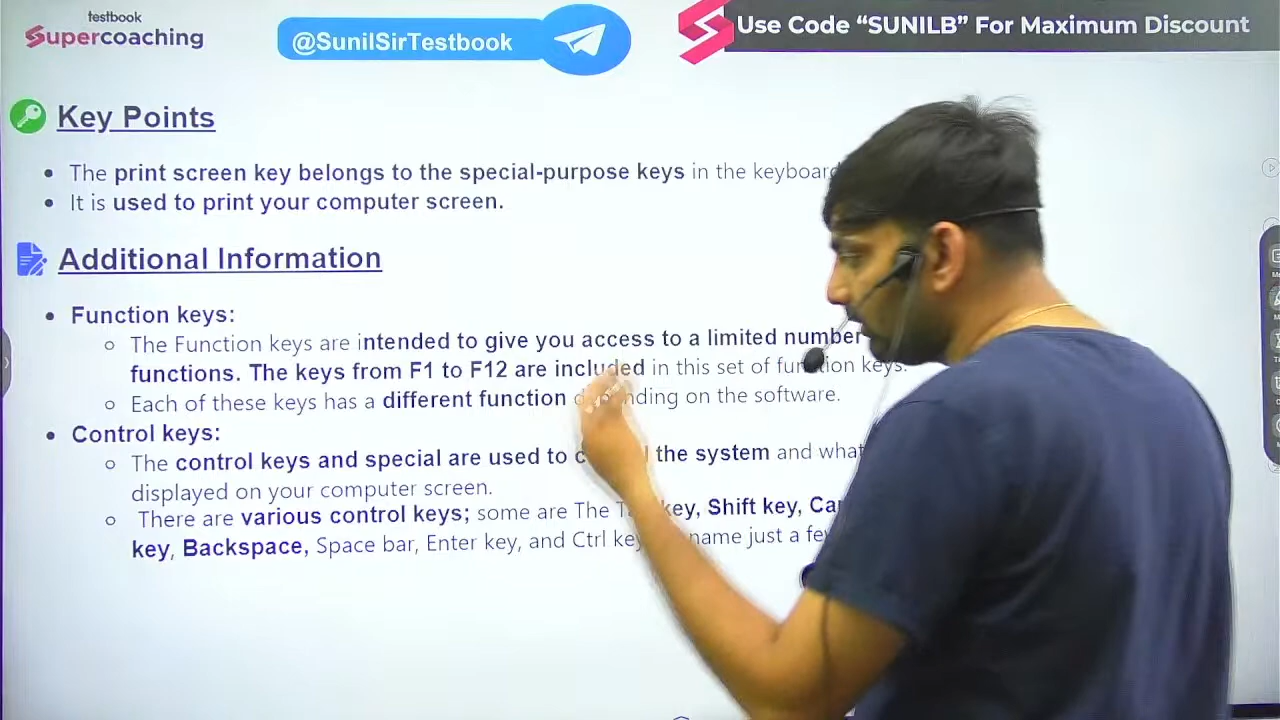 testbook
Supercoaching
@SunilSirTestbook
Use Code “SUNILB” For Maximum Discount
Key Points
The print screen key belongs to the special-purpose keys in the keyboard
It is used to print your computer screen.
Additional Information
Function keys:
The Function keys are intended to give you access to a limited number
functions. The keys from F1 to F12 are included in this set of function keys.
Each of these keys has a different function depending on the software.
Control keys:
The control keys and special are used to the system and what
displayed on your computer screen.
There are various control keys; some are The key, Shift key,
key, Backspace, Space bar, Enter key, and Ctrl name just a few